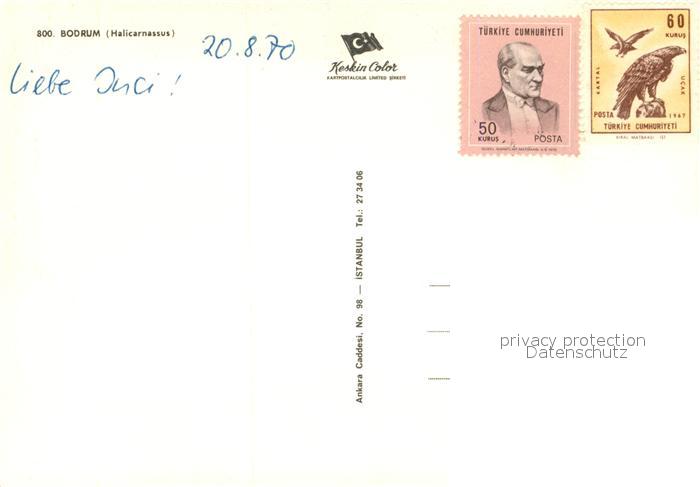 800. BODRUM (Halicarnassus)
20.8.70
Liebe Inci!
Keskin Color
KARTPOSTALCILIK LIMITED ŞİRKETİ
TÜRKİYE CUMHURİYETİ
50
KURUŞ
POSTA
60
KURUŞ
KARTAL
UÇAK
POSTA 1967
TÜRKİYE CUMHURİYETİ
Ankara Caddesi, No. 98 — İSTANBUL Tel.: 27 34 06
privacy protection
Datenschutz